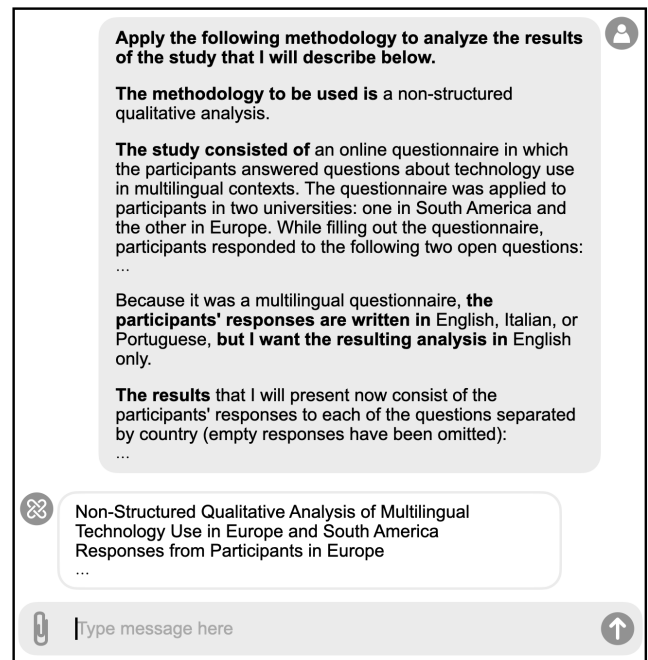 Apply the following methodology to analyze the results
of the study that I will describe below.
The methodology to be used is a non-structured
qualitative analysis.
The study consisted of an online questionnaire in which
the participants answered questions about technology use
in multilingual contexts. The questionnaire was applied to
participants in two universities: one in South America and
the other in Europe. While filling out the questionnaire,
participants responded to the following two open questions:
...
Because it was a multilingual questionnaire, the
participants' responses are written in English, Italian, or
Portuguese, but I want the resulting analysis in English
only.
The results that I will present now consist of the
participants' responses to each of the questions separated
by country (empty responses have been omitted):
...
Non-Structured Qualitative Analysis of Multilingual
Technology Use in Europe and South America
Responses from Participants in Europe
...
Type message here